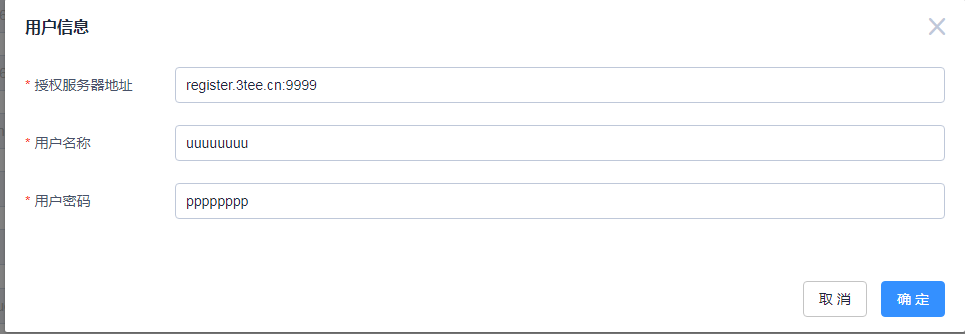 用户信息
* 授权服务器地址
register.3tee.cn:9999
* 用户名称
uuuuuuuu
* 用户密码
pppppppp
取 消
确 定